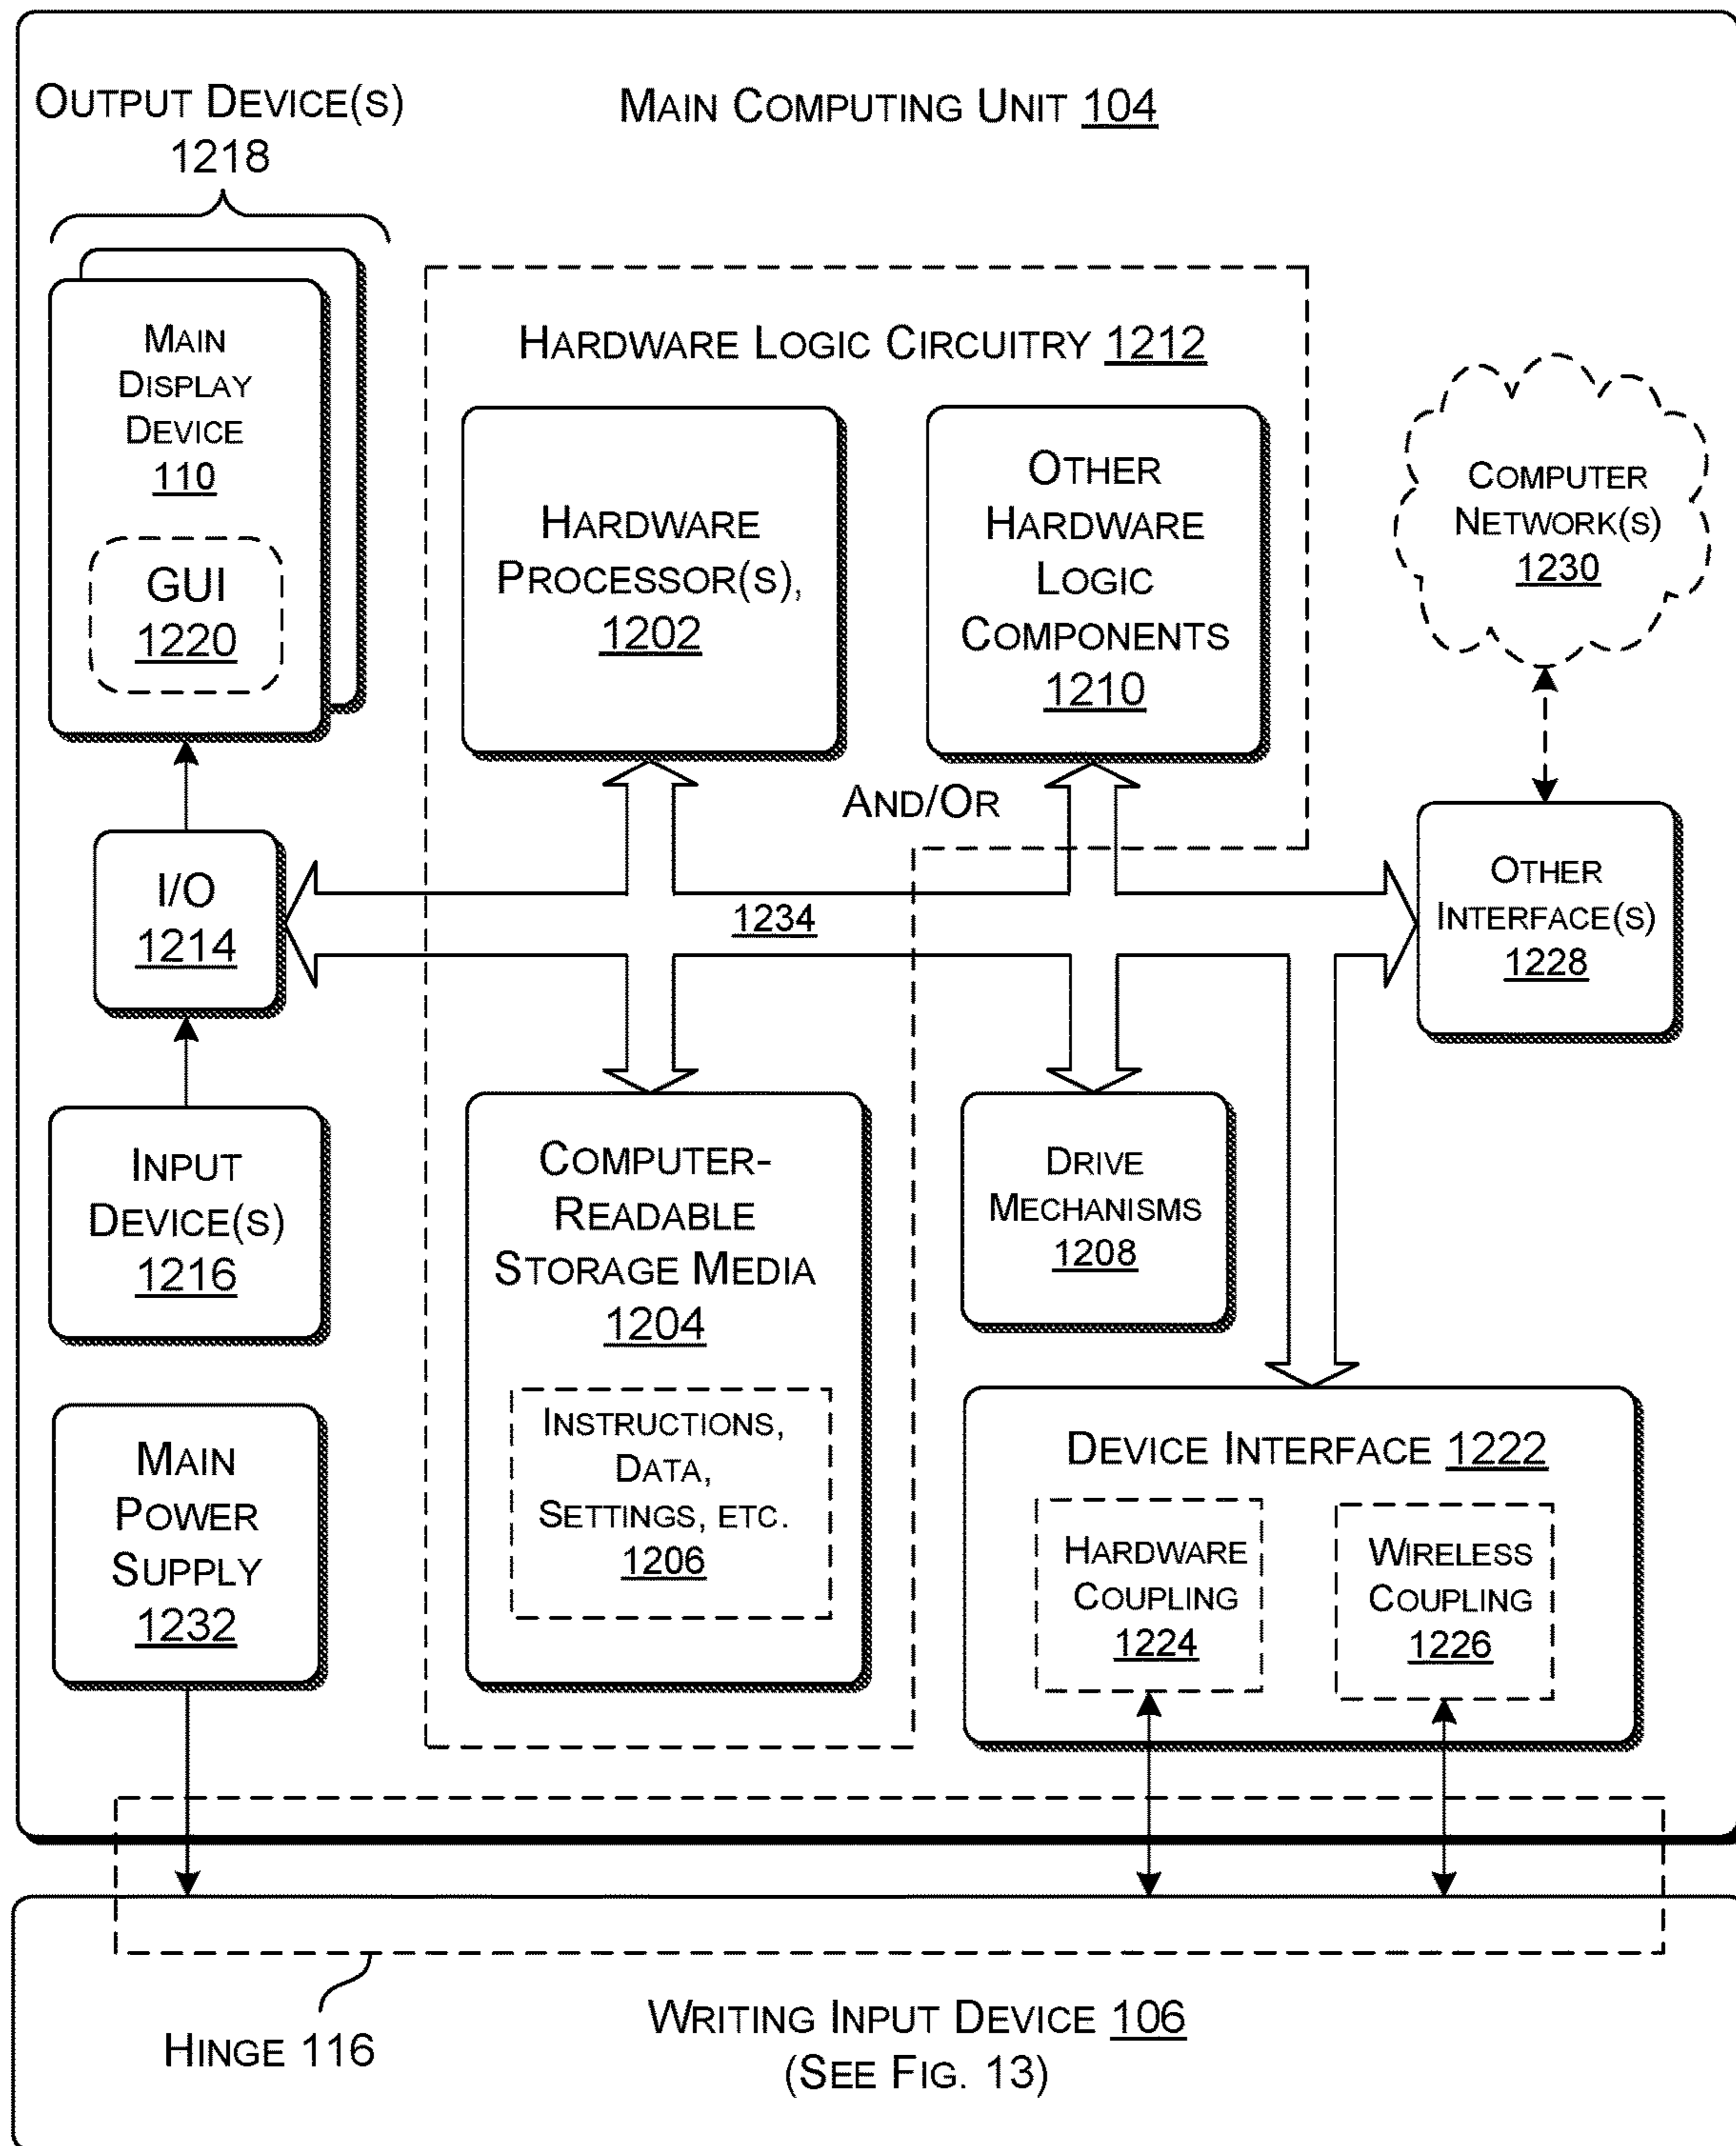 OUTPUT DEVICE(S)
1218
MAIN COMPUTING UNIT 104
MAIN
DISPLAY
DEVICE
110
GUI
1220
HARDWARE LOGIC CIRCUITRY 1212
HARDWARE
PROCESSOR(S),
1202
OTHER
HARDWARE
LOGIC
COMPONENTS
1210
COMPUTER
NETWORK(S)
1230
AND/OR
I/O
1214
1234
OTHER
INTERFACE(S)
1228
INPUT
DEVICE(S)
1216
COMPUTER-
READABLE
STORAGE MEDIA
1204
INSTRUCTIONS,
DATA,
SETTINGS, ETC.
1206
DRIVE
MECHANISMS
1208
MAIN
POWER
SUPPLY
1232
DEVICE INTERFACE 1222
HARDWARE
COUPLING
1224
WIRELESS
COUPLING
1226
HINGE 116
WRITING INPUT DEVICE 106
(SEE FIG. 13)